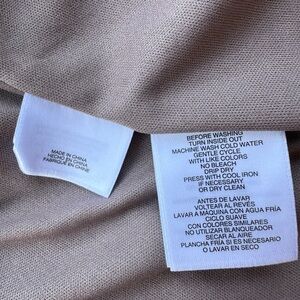 MADE IN CHINA
HECHO EN CHINA
FABRIQUÉ EN CHINE
BEFORE WASHING
TURN INSIDE OUT
MACHINE WASH COLD WATER
GENTLE CYCLE
WITH LIKE COLORS
NO BLEACH
DRIP DRY
PRESS WITH COOL IRON
IF NECESSARY
OR DRY CLEAN
ANTES DE LAVAR
VOLTEAR AL REVÉS
LAVAR A MAQUINA CON AGUA FRÍA
CICLO SUAVE
CON COLORES SIMILARES
NO UTILIZAR BLANQUEADOR
SECAR AL AIRE
PLANCHA FRÍA SI ES NECESARIO
O LAVAR EN SECO